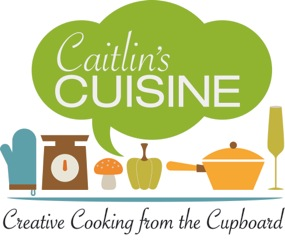 Caitlin's
CUISINE
Creative Cooking from the Cupboard